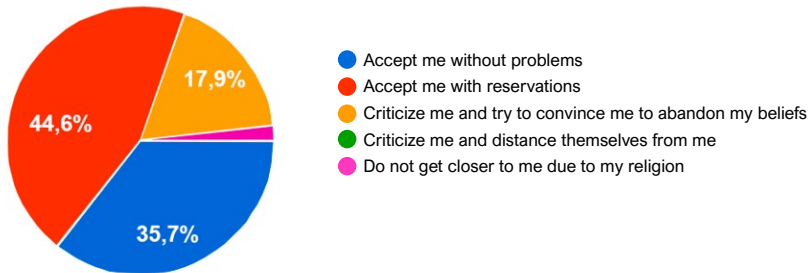 17,9%
44,6%
35,7%
Accept me without problems
Accept me with reservations
Criticize me and try to convince me to abandon my beliefs
Criticize me and distance themselves from me
Do not get closer to me due to my religion